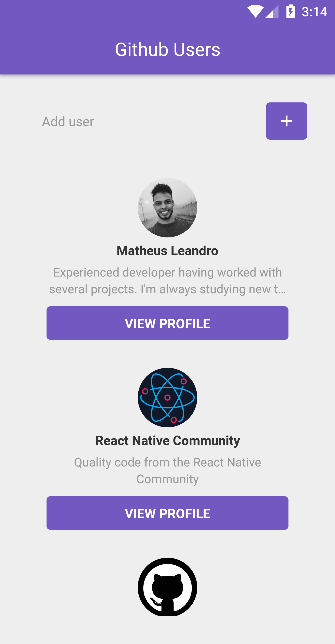 3:14
Github Users
Add user
+
Matheus Leandro
Experienced developer having worked with
several projects. I'm always studying new t...
VIEW PROFILE
React Native Community
Quality code from the React Native
Community
VIEW PROFILE